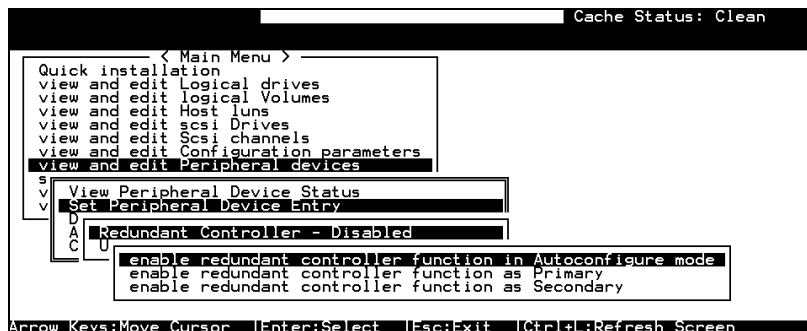 Cache Status: Clean
< Main Menu >
Quick installation
view and edit Logical drives
view and edit logical Volumes
view and edit Host luns
view and edit scsi Drives
view and edit Scsi channels
view and edit Configuration parameters
view and edit Peripheral devices
s
v View Peripheral Device Status
v Set Peripheral Device Entry
D
A Redundant Controller - Disabled
C U
enable redundant controller function in Autoconfigure mode
enable redundant controller function as Primary
enable redundant controller function as Secondary
Arrow Keys:Move Cursor |Enter:Select |Esc:Exit |Ctrl+L:Refresh Screen